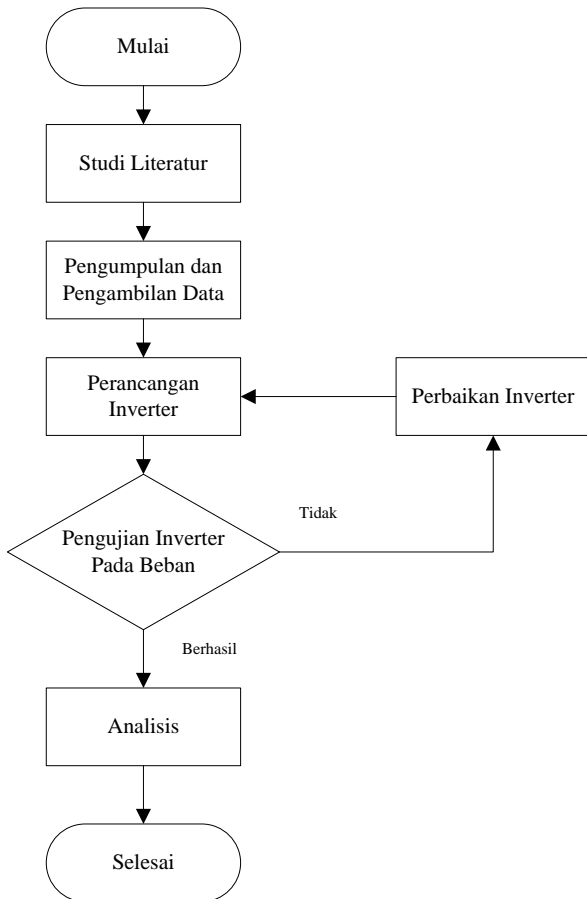 Mulai
Studi Literatur
Pengumpulan dan
Pengambilan Data
Perancangan
Inverter
Perbaikan Inverter
Tidak
Pengujian Inverter
Pada Beban
Berhasil
Analisis
Selesai